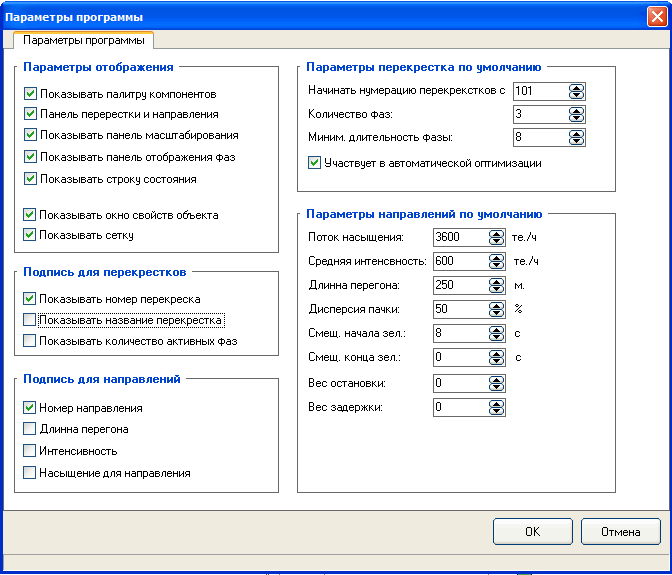 Параметры программы
Параметры программы
Параметры отображения
Показывать палитру компонентов
Панель перерестки и направления
Показывать панель масштабирования
Показывать панель отображения фаз
Показывать строку состояния
Показывать окно свойств объекта
Показывать сетку
Подпись для перекрестков
Показывать номер перекреска
Показывать название перекрестка
Показывать количество активных фаз
Подпись для направлений
Номер направления
Длинна перегона
Интенсивность
Насыщение для направления
Параметры перекрестка по умолчанию
Начинать нумерацию перекрекстков с 101
Количество фаз: 3
Миним. длительность фазы: 8
Участвует в автоматической оптимизации
Параметры направлений по умолчанию
Поток насыщения: 3600 те./ч
Средняя интенсвность: 600 те./ч
Длинна перегона: 250 м.
Дисперсия пачки: 50 %
Смещ. начала зел.: 8 с
Смещ. конца зел.: 0 с
Вес остановки: 0
Вес задержки: 0
OK Отмена